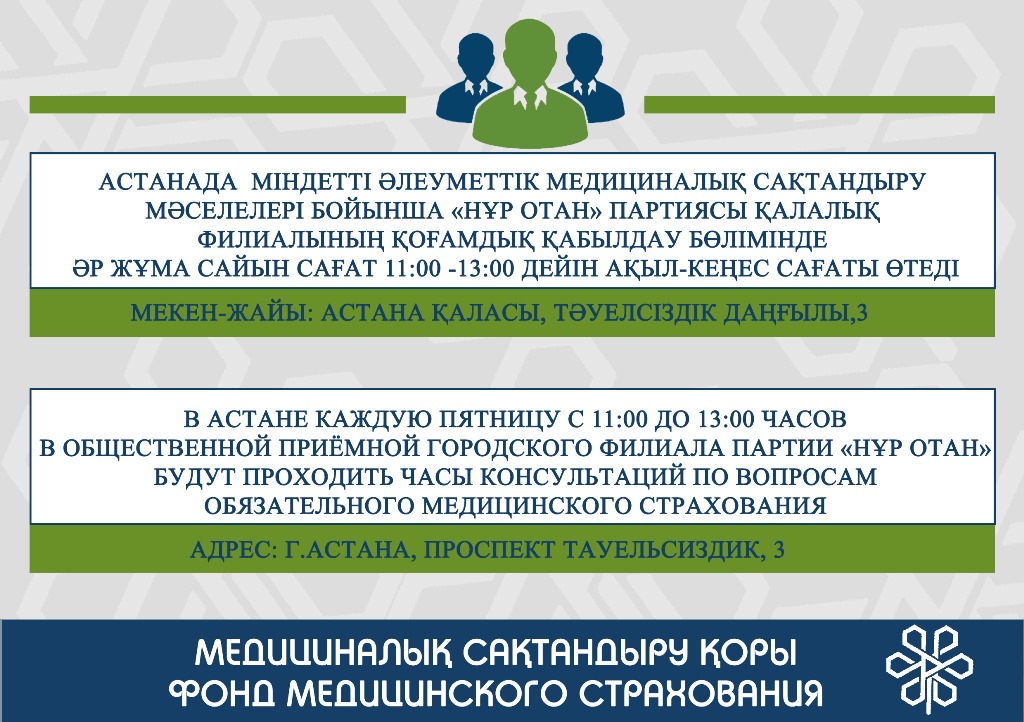 АСТАНАДА МІНДЕТТІ ӘЛЕУМЕТТІК МЕДИЦИНАЛЫҚ САҚТАНДЫРУ
МӘСЕЛЕЛЕРІ БОЙЫНША «НҰР ОТАН» ПАРТИЯСЫ ҚАЛАЛЫҚ
ФИЛИАЛЫНЫҢ ҚОҒАМДЫҚ ҚАБЫЛДАУ БӨЛІМІНДЕ
ӘР ЖҰМА САЙЫН САҒАТ 11:00 -13:00 ДЕЙІН АҚЫЛ-КЕҢЕС САҒАТЫ ӨТЕДІ
МЕКЕН-ЖАЙЫ: АСТАНА ҚАЛАСЫ, ТӘУЕЛСІЗДІК ДАҢҒЫЛЫ,3
В АСТАНЕ КАЖДУЮ ПЯТНИЦУ С 11:00 ДО 13:00 ЧАСОВ
В ОБЩЕСТВЕННОЙ ПРИЁМНОЙ ГОРОДСКОГО ФИЛИАЛА ПАРТИИ «НҰР ОТАН»
БУДУТ ПРОХОДИТЬ ЧАСЫ КОНСУЛЬТАЦИЙ ПО ВОПРОСАМ
ОБЯЗАТЕЛЬНОГО МЕДИЦИНСКОГО СТРАХОВАНИЯ
АДРЕС: Г.АСТАНА, ПРОСПЕКТ ТАУЕЛЬСИЗДИК, 3
МЕДИЦИНАЛЫҚ САҚТАНДЫРУ ҚОРЫ
ФОНД МЕДИЦИНСКОГО СТРАХОВАНИЯ